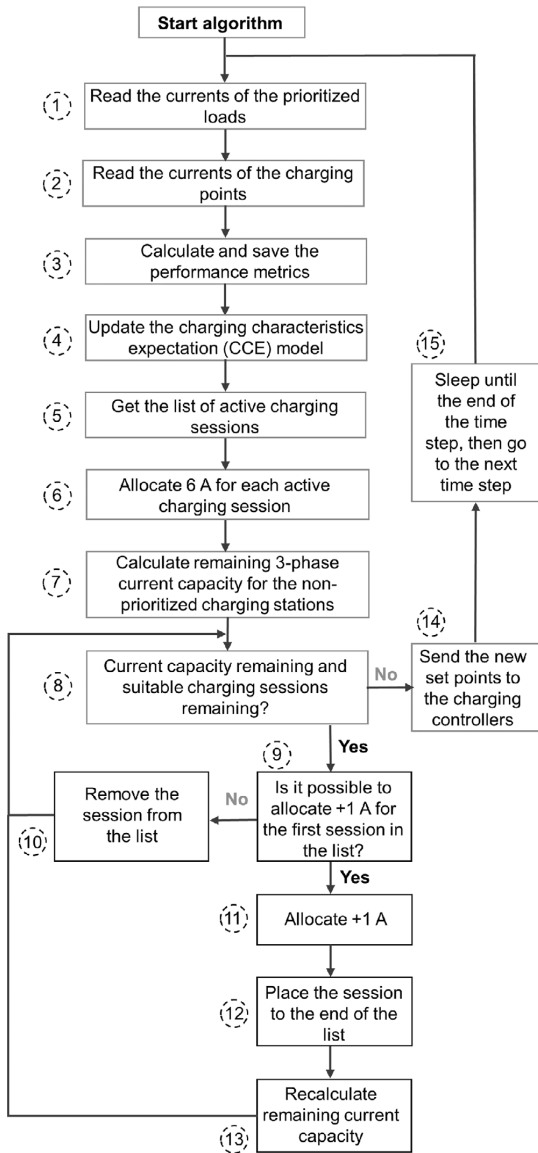 Start algorithm
1
Read the currents of the prioritized
loads
2
Read the currents of the charging
points
3
Calculate and save the
performance metrics
4
Update the charging characteristics
expectation (CCE) model
5
Get the list of active charging
sessions
6
Allocate 6 A for each active
charging session
7
Calculate remaining 3-phase
current capacity for the non-
prioritized charging stations
8
Current capacity remaining and
suitable charging sessions
remaining?
No
Yes
9
Is it possible to
allocate +1 A for
the first session in
the list?
No
10
Remove the
session from
the list
Yes
11
Allocate +1 A
12
Place the session
to the end of the
list
13
Recalculate
remaining current
capacity
14
Send the new
set points to
the charging
controllers
15
Sleep until
the end of
the time
step, then go
to the next
time step